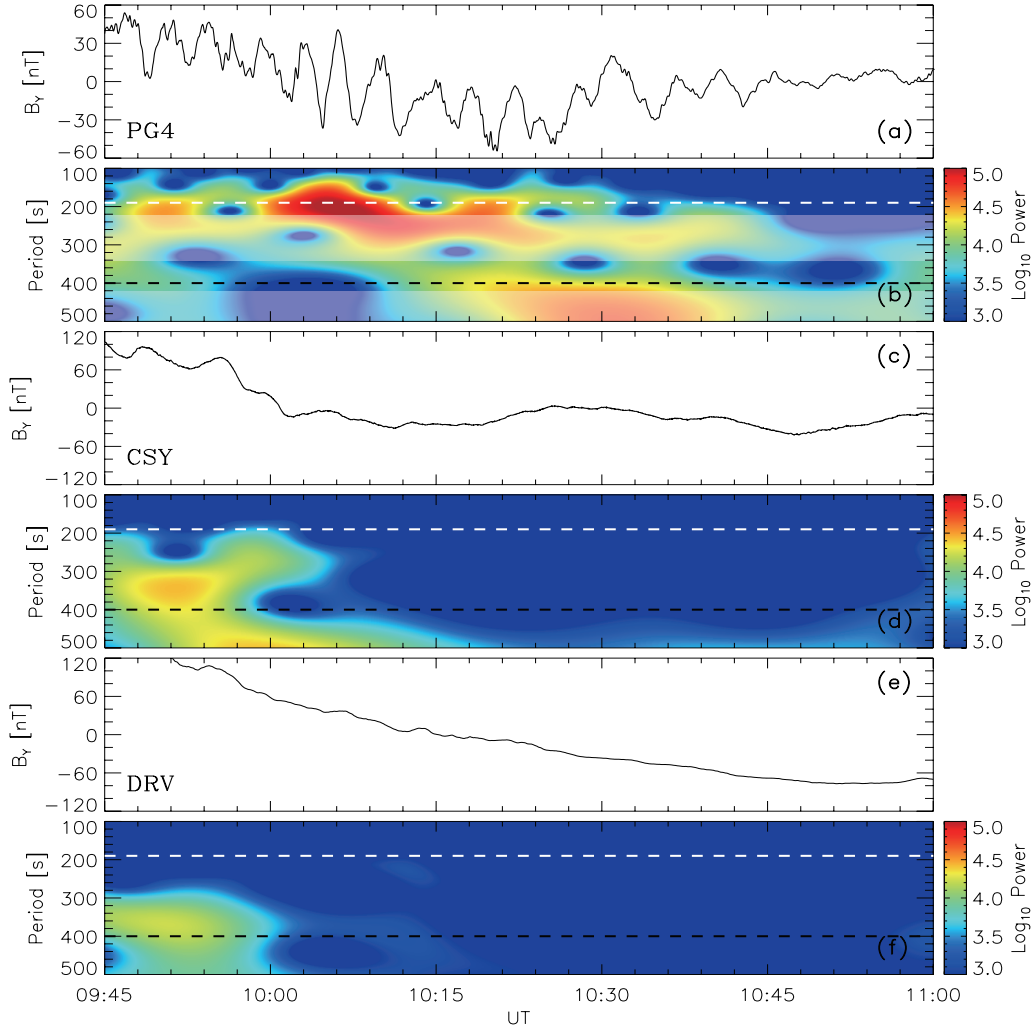 60
30
0
-30
-60
B_Y [nT]
PG4
(a)
100
200
300
400
500
Period [s]
(b)
5.0
4.5
4.0
3.5
3.0
Log₁₀ Power
120
60
0
-60
-120
B_Y [nT]
CSY
(c)
100
200
300
400
500
Period [s]
(d)
5.0
4.5
4.0
3.5
3.0
Log₁₀ Power
120
60
0
-60
-120
B_Y [nT]
DRV
(e)
100
200
300
400
500
Period [s]
(f)
5.0
4.5
4.0
3.5
3.0
Log₁₀ Power
09:45 10:00 10:15 10:30 10:45 11:00
UT